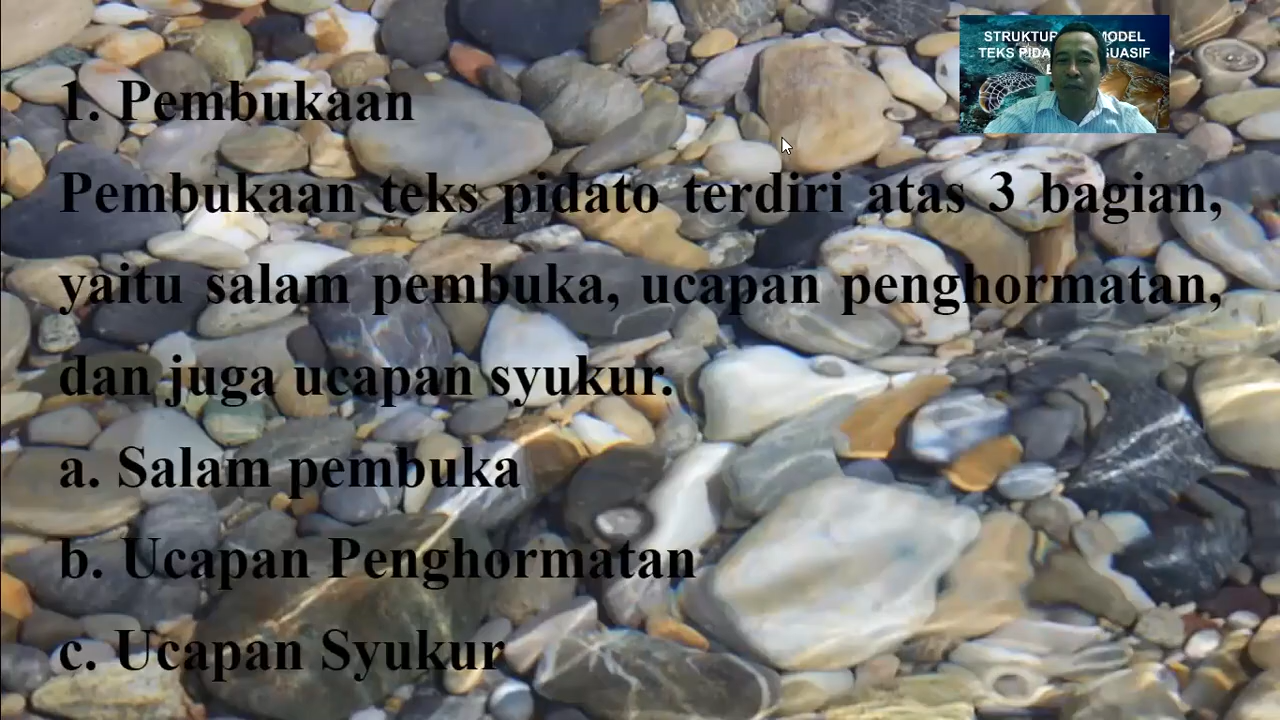 STRUKTUR MODEL
TEKS
1. Pembukaan
Pembukaan teks pidato terdiri atas 3 bagian,
yaitu salam pembuka, ucapan penghormatan,
dan juga ucapan syukur.
a. Salam pembuka
b. Ucapan Penghormatan
c. Ucapan Syukur